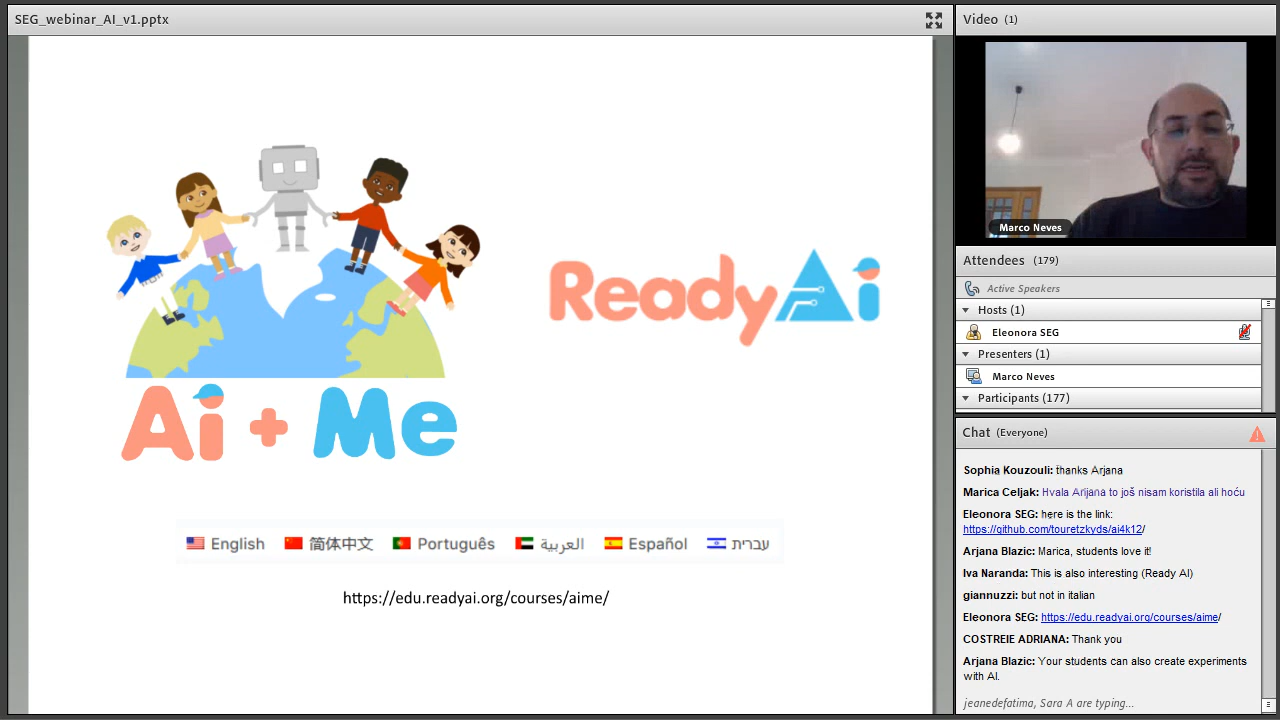 SEG_webinar_AI_v1.pptx
ReadyAi
Ai + Me
English 简体中文 Português العربية Español עברית
https://edu.readyai.org/courses/aime/
Video (1)
Marco Neves
Attendees (179)
Active Speakers
Hosts (1)
Eleonora SEG
Presenters (1)
Marco Neves
Participants (177)
Chat (Everyone)
Sophia Kouzouli: thanks Arjana
Marica Celjak: Hvala Arijana to još nisam koristila ali hoću
Eleonora SEG: here is the link:
https://github.com/touretzkyds/ai4k12/
Arjana Blazic: Marica, students love it!
Iva Naranda: This is also interesting (Ready AI)
giannuzzi: but not in italian
Eleonora SEG: https://edu.readyai.org/courses/aime/
COSTREIE ADRIANA: Thank you
Arjana Blazic: Your students can also create experiments
with AI.
jeanedefatima, Sara A are typing...